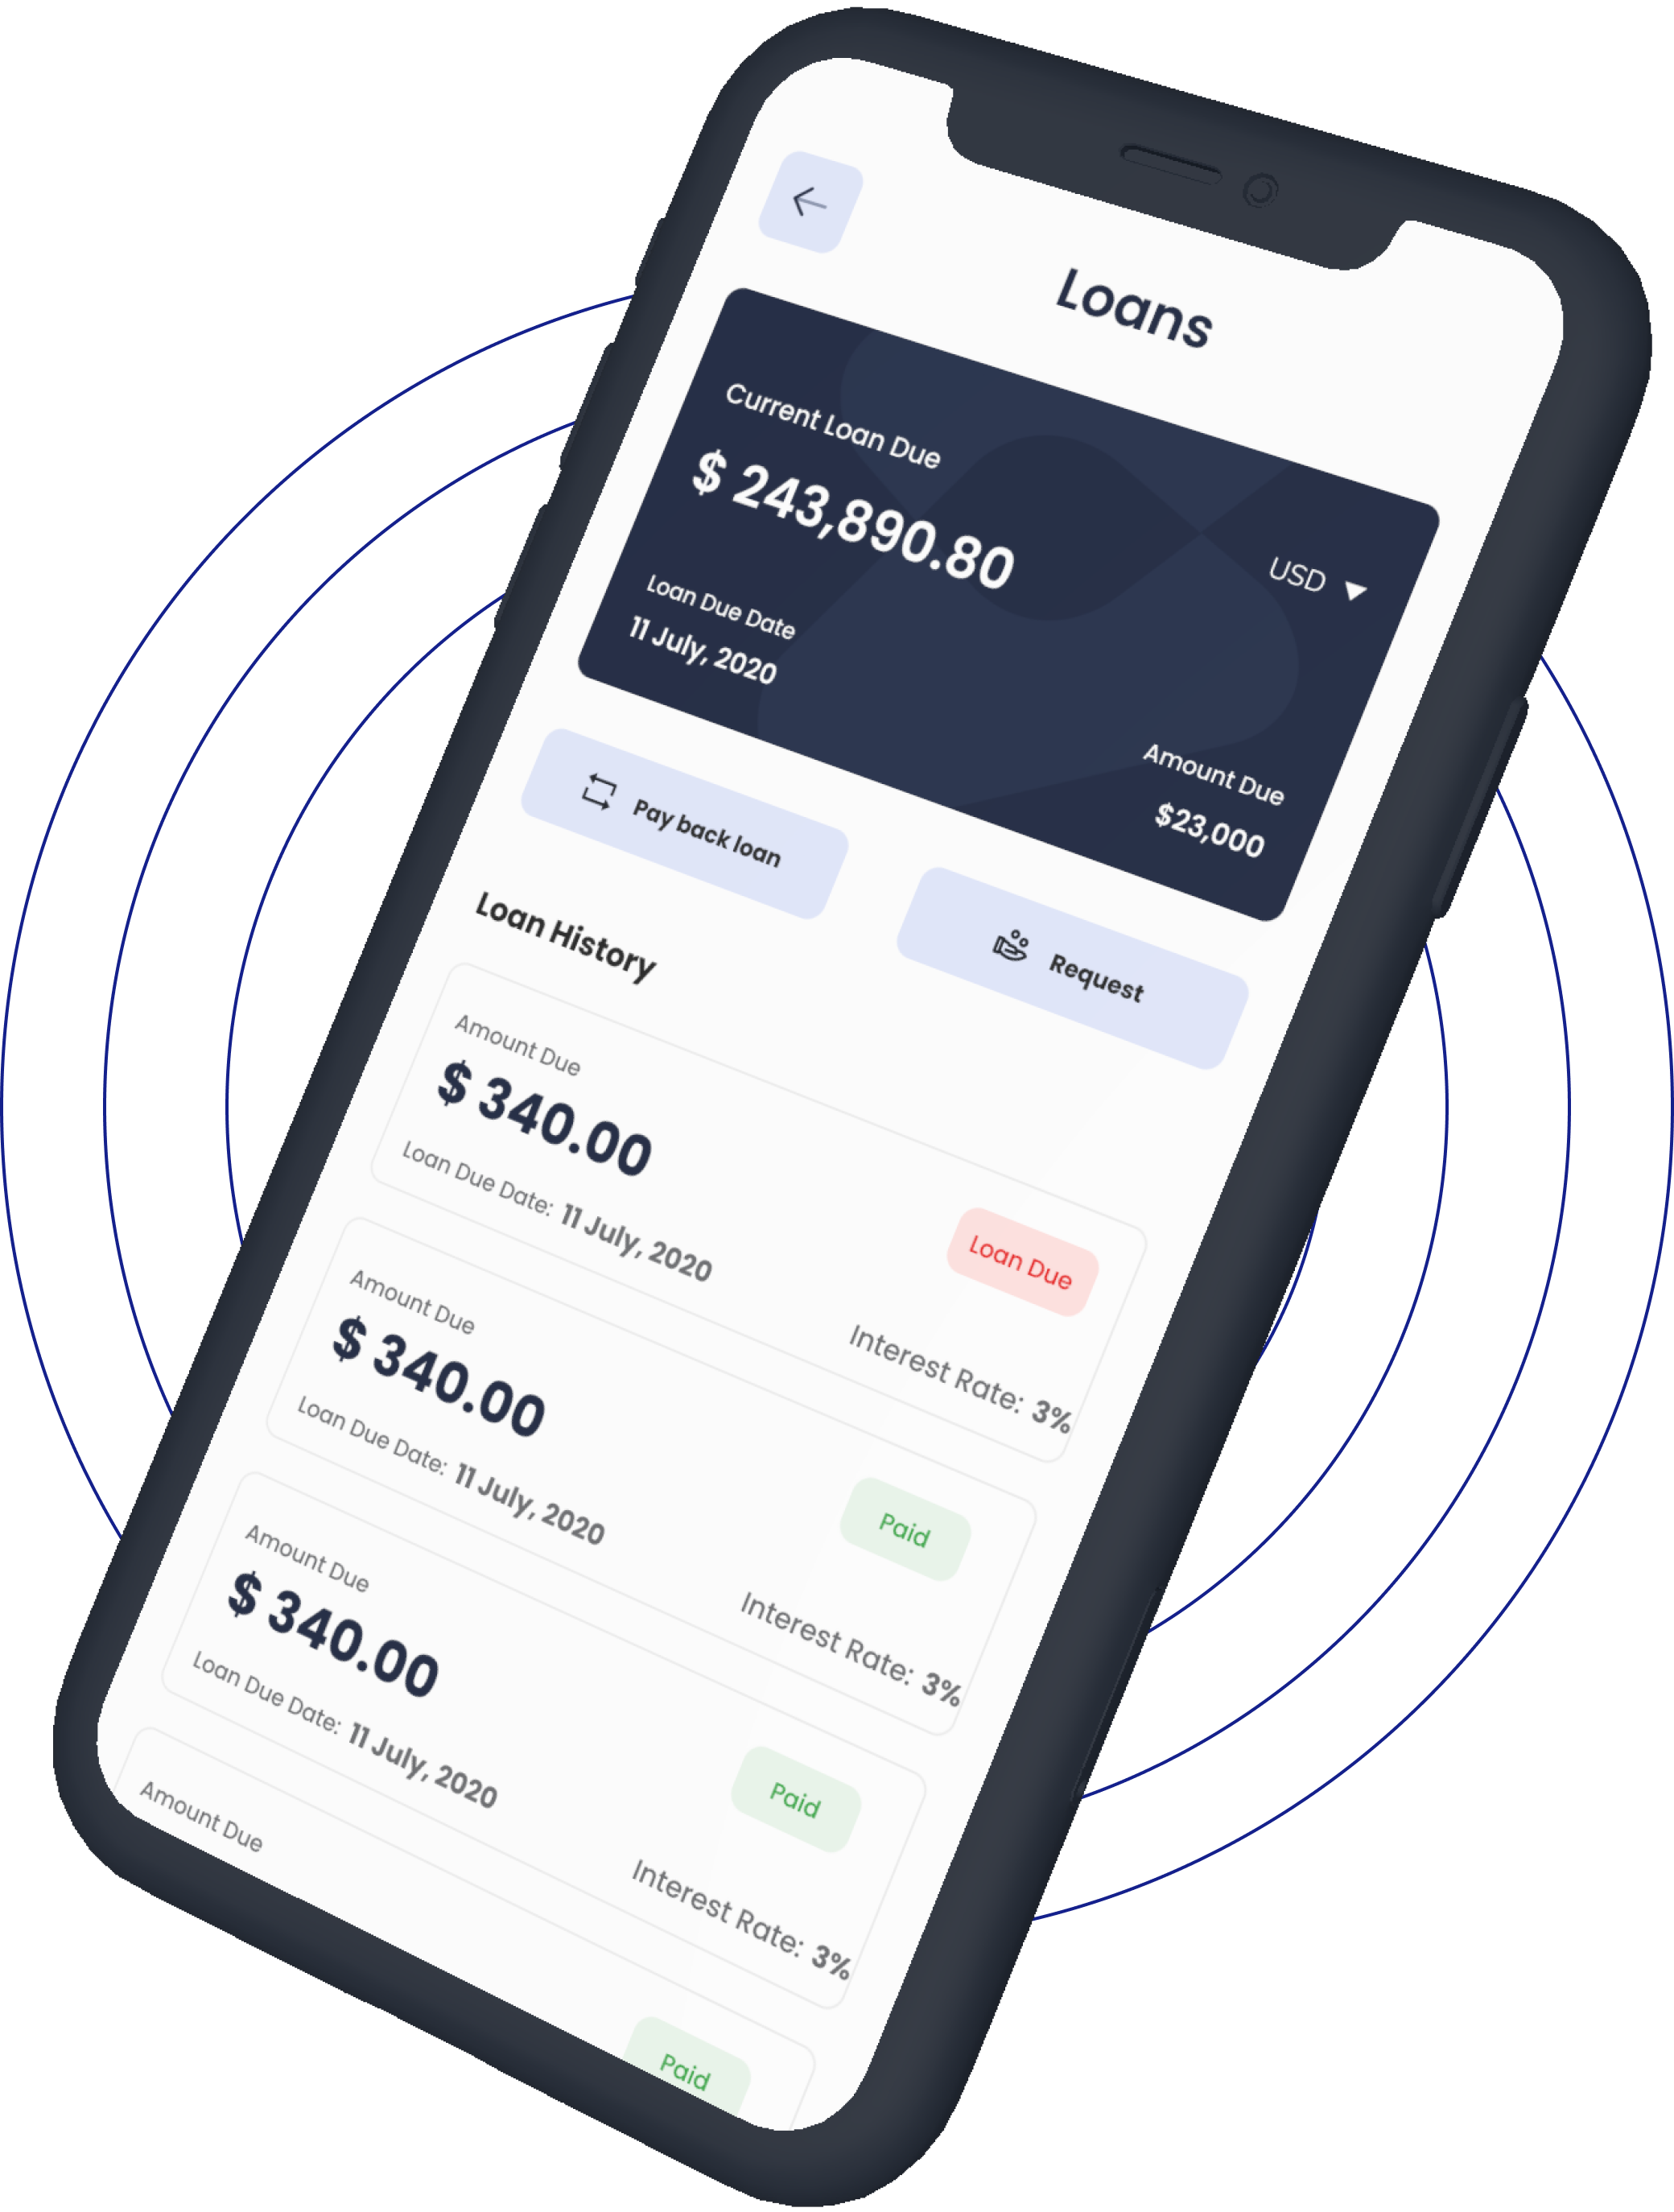 Loans
Current Loan Due
$ 243,890.80
USD
Loan Due Date
11 July, 2020
Amount Due
$23,000
Pay back loan
Request
Loan History
Amount Due
$ 340.00
Loan Due Date: 11 July, 2020
Loan Due
Interest Rate: 3%
Amount Due
$ 340.00
Loan Due Date: 11 July, 2020
Paid
Interest Rate: 3%
Amount Due
$ 340.00
Loan Due Date: 11 July, 2020
Paid
Interest Rate: 3%
Amount Due
Paid